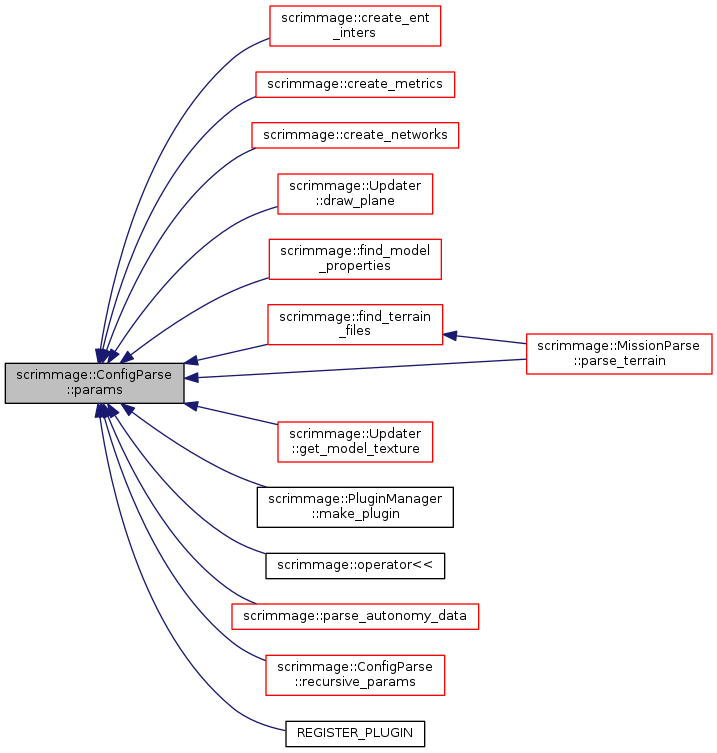 scrimmage::create_ent
_inters
scrimmage::create_metrics
scrimmage::create_networks
scrimmage::Updater
::draw_plane
scrimmage::find_model
_properties
scrimmage::find_terrain
_files
scrimmage::MissionParse
::parse_terrain
scrimmage::ConfigParse
::params
scrimmage::Updater
::get_model_texture
scrimmage::PluginManager
::make_plugin
scrimmage::operator<<
scrimmage::parse_autonomy_data
scrimmage::ConfigParse
::recursive_params
REGISTER_PLUGIN